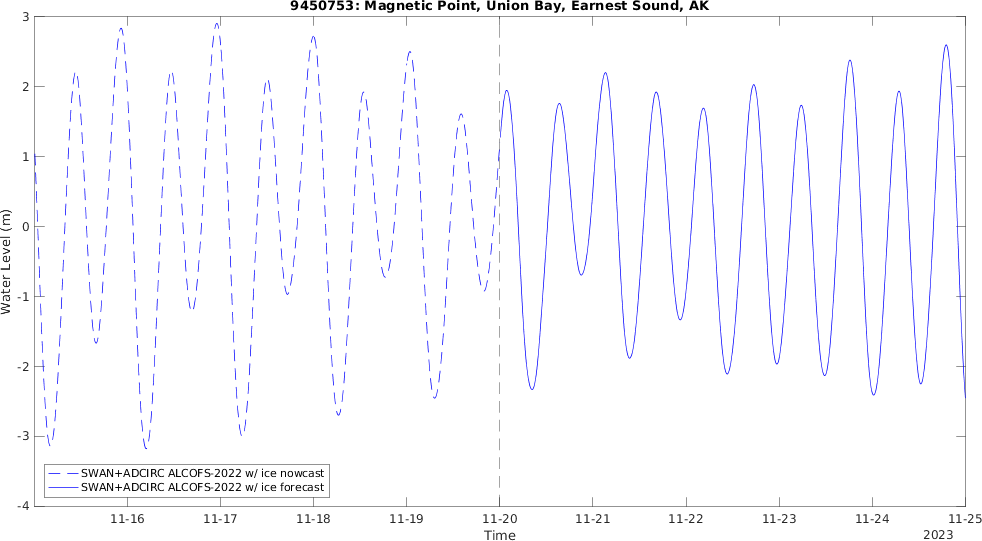 9450753: Magnetic Point, Union Bay, Earnest Sound, AK
3
2
1
0
-1
-2
-3
-4
Water Level (m)
SWAN+ADCIRC ALCOFS-2022 w/ ice nowcast
SWAN+ADCIRC ALCOFS-2022 w/ ice forecast
11-16 11-17 11-18 11-19 11-20 11-21 11-22 11-23 11-24 11-25
Time
2023